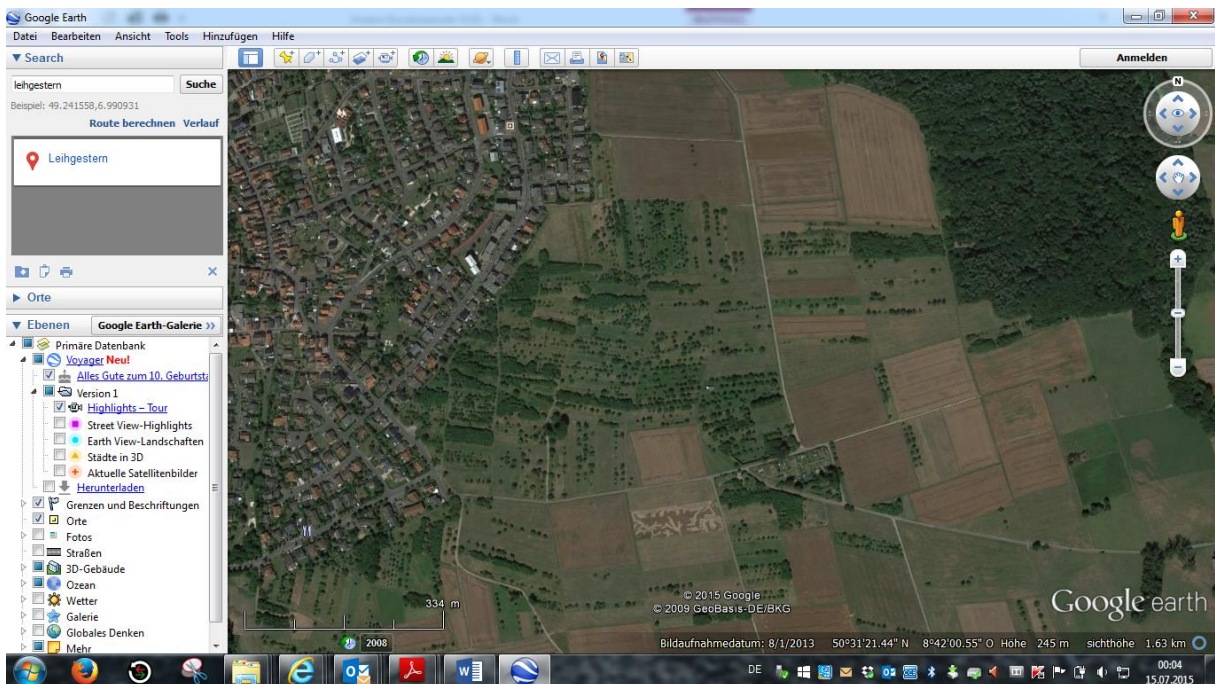 Google Earth
Datei Bearbeiten Ansicht Tools Hinzufügen Hilfe
▼ Search
leihgestern Suche
Beispiel: 49.241558,6.990931
Route berechnen Verlauf
Leihgestern
▶ Orte
▼ Ebenen Google Earth-Galerie >>
Primäre Datenbank
Voyager Neu!
Alles Gute zum 10. Geburtsta
Version 1
Highlights – Tour
Street View-Highlights
Earth View-Landschaften
Städte in 3D
Aktuelle Satellitenbilder
Herunterladen
Grenzen und Beschriftungen
Orte
Fotos
Straßen
3D-Gebäude
Ozean
Wetter
Galerie
Globales Denken
Mehr
Anmelden
N
334 m
© 2015 Google
© 2009 GeoBasis-DE/BKG
Google earth
2008
Bildaufnahmedatum: 8/1/2013 50°31'21.44" N 8°42'00.55" O Höhe 245 m sichthöhe 1.63 km
DE
00:04
15.07.2015